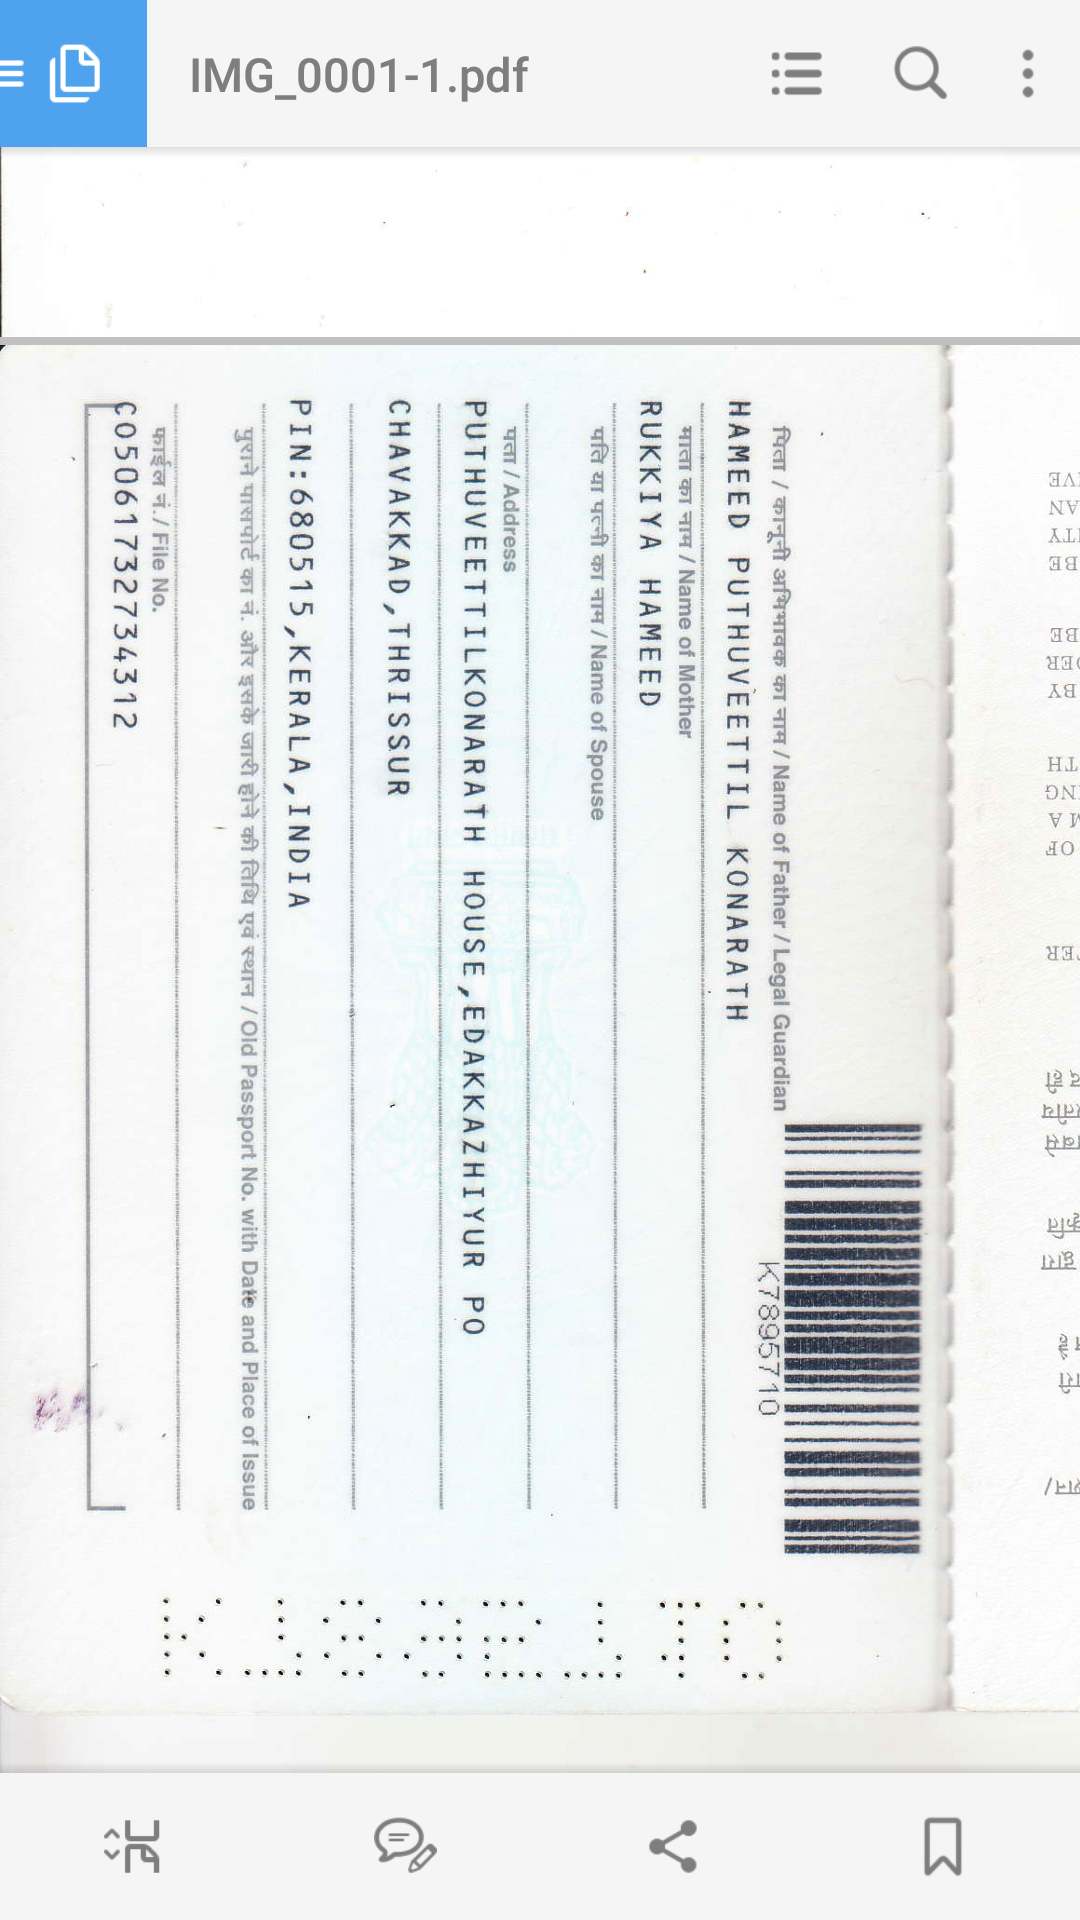 IMG_0001-1.pdf
पिता / कानूनी अभिभावक का नाम / Name of Father / Legal Guardian
HAMEED PUTHUVEETTIL KONARATH
माता का नाम / Name of Mother
RUKKIYA HAMEED
पति या पत्नी का नाम / Name of Spouse
पता / Address
PUTHUVEETTILKONARATH HOUSE,EDAKKAZHIYUR PO
CHAVAKKAD,THRISSUR
PIN:680515,KERALA,INDIA
पुराने पासपोर्ट का नं. और इसके जारी होने की तिथि एवं स्थान / Old Passport No. with Date and Place of Issue
फाईल नं. / File No.
C05061732734312
K7895710